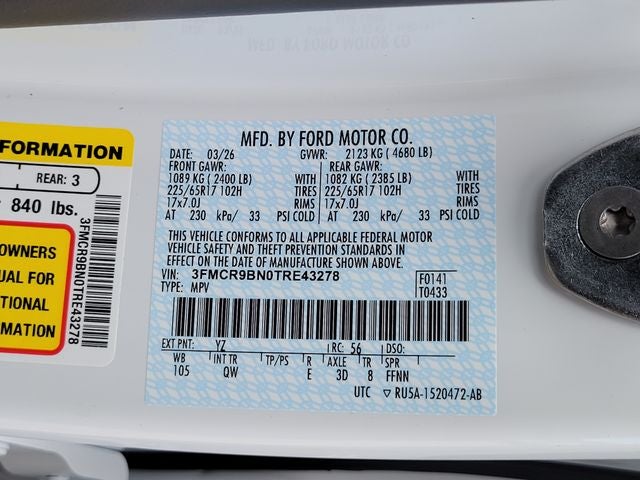 MFD. BY FORD MOTOR CO.
FORMATION
REAR: 3
840 lbs.
OWNERS
UAL FOR
TIONAL
RMATION
3FMCR9BN0TRE43278
MFD. BY FORD MOTOR CO.
DATE: 03/26 GVWR: 2123 KG ( 4680 LB)
FRONT GAWR: REAR GAWR:
1089 KG ( 2400 LB) WITH 1082 KG ( 2385 LB) WITH
225/65R17 102H TIRES 225/65R17 102H TIRES
17x7.0J RIMS 17x7.0J RIMS
AT 230 kPa/ 33 PSI COLD AT 230 kPa/ 33 PSI COLD
THIS VEHICLE CONFORMS TO ALL APPLICABLE FEDERAL MOTOR
VEHICLE SAFETY AND THEFT PREVENTION STANDARDS IN
EFFECT ON THE DATE OF MANUFACTURE SHOWN ABOVE.
VIN: 3FMCR9BN0TRE43278 F0141
TYPE: MPV T0433
EXT PNT: YZ RC: 56 DSO:
WB INT TR TP/PS R AXLE TR SPR
105 QW E 3D 8 FFNN
UTC RU5A-1520472-AB